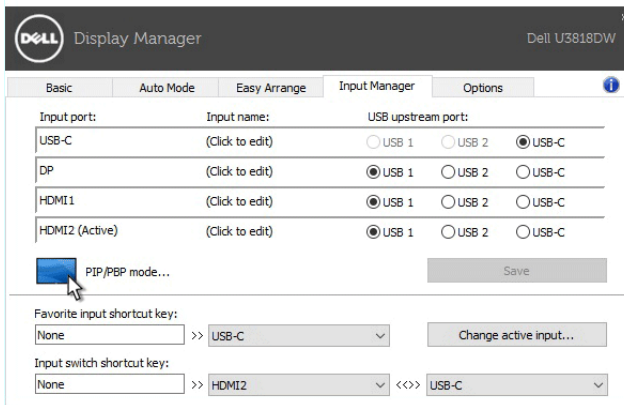 DELL Display Manager Dell U3818DW
Basic Auto Mode Easy Arrange Input Manager Options
Input port: Input name: USB upstream port:
USB-C (Click to edit) USB 1 USB 2 USB-C
DP (Click to edit) USB 1 USB 2 USB-C
HDMI1 (Click to edit) USB 1 USB 2 USB-C
HDMI2 (Active) (Click to edit) USB 1 USB 2 USB-C
PIP/PBP mode... Save
Favorite input shortcut key:
None >> USB-C Change active input...
Input switch shortcut key:
None >> HDMI2 <<>> USB-C